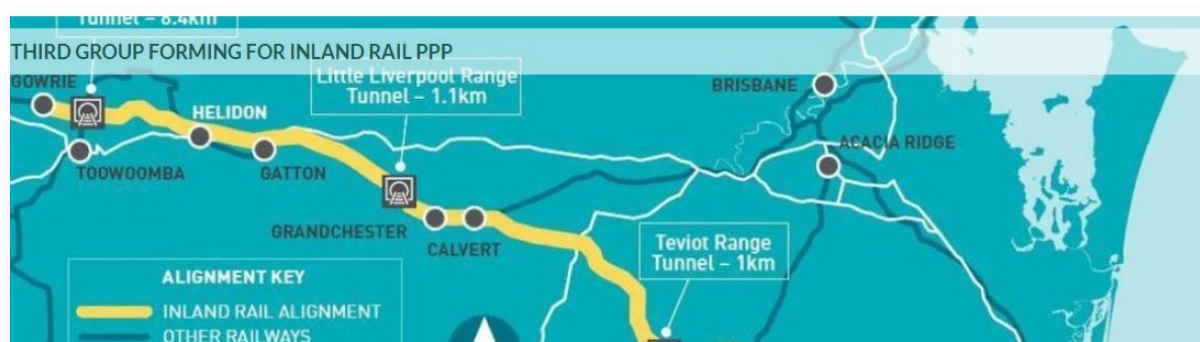 Tunnel – 6.4km
THIRD GROUP FORMING FOR INLAND RAIL PPP
GOWRIE
Little Liverpool Range
Tunnel – 1.1km
BRISBANE
HELIDON
ACACIA RIDGE
TOOWOOMBA
GATTON
GRANDCHESTER
CALVERT
Teviot Range
Tunnel – 1km
ALIGNMENT KEY
INLAND RAIL ALIGNMENT
OTHER RAILWAYS